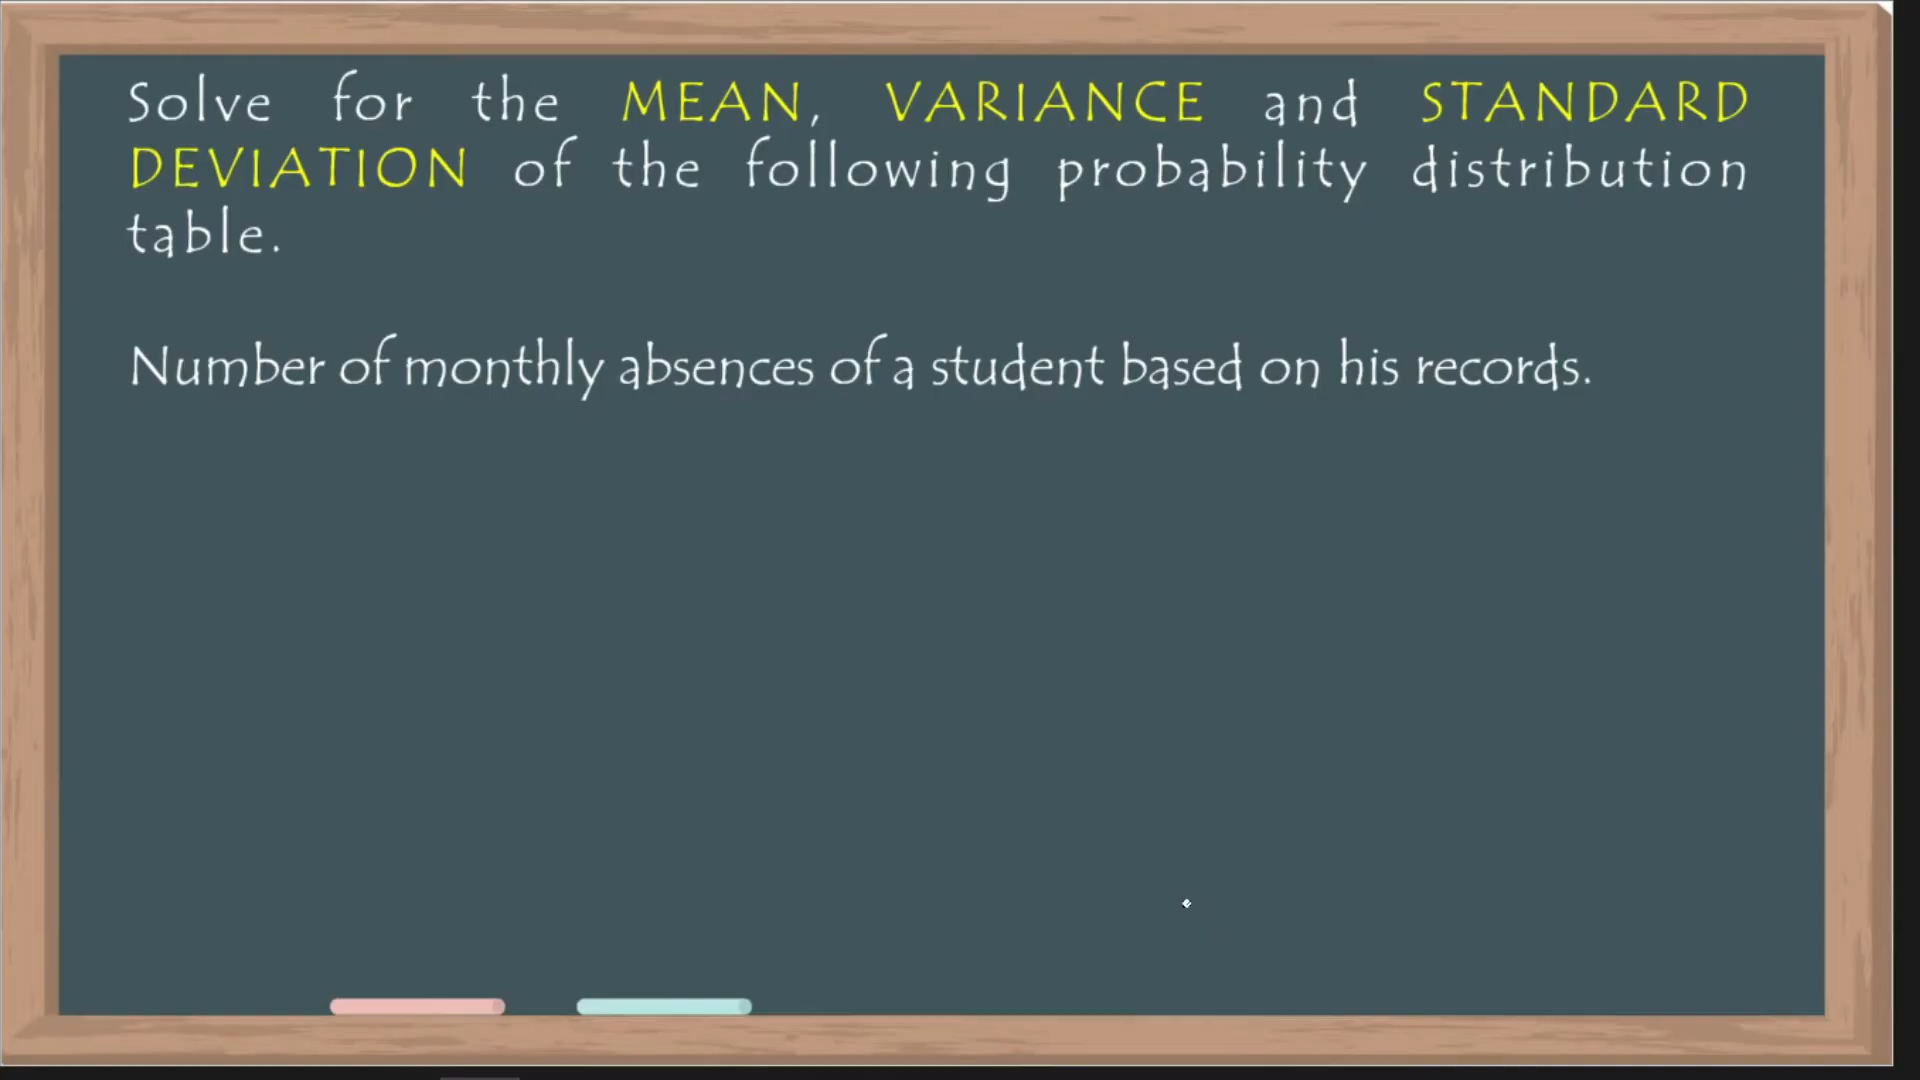 Solve for the MEAN, VARIANCE and STANDARD
DEVIATION of the following probability distribution
table.
Number of monthly absences of a student based on his records.